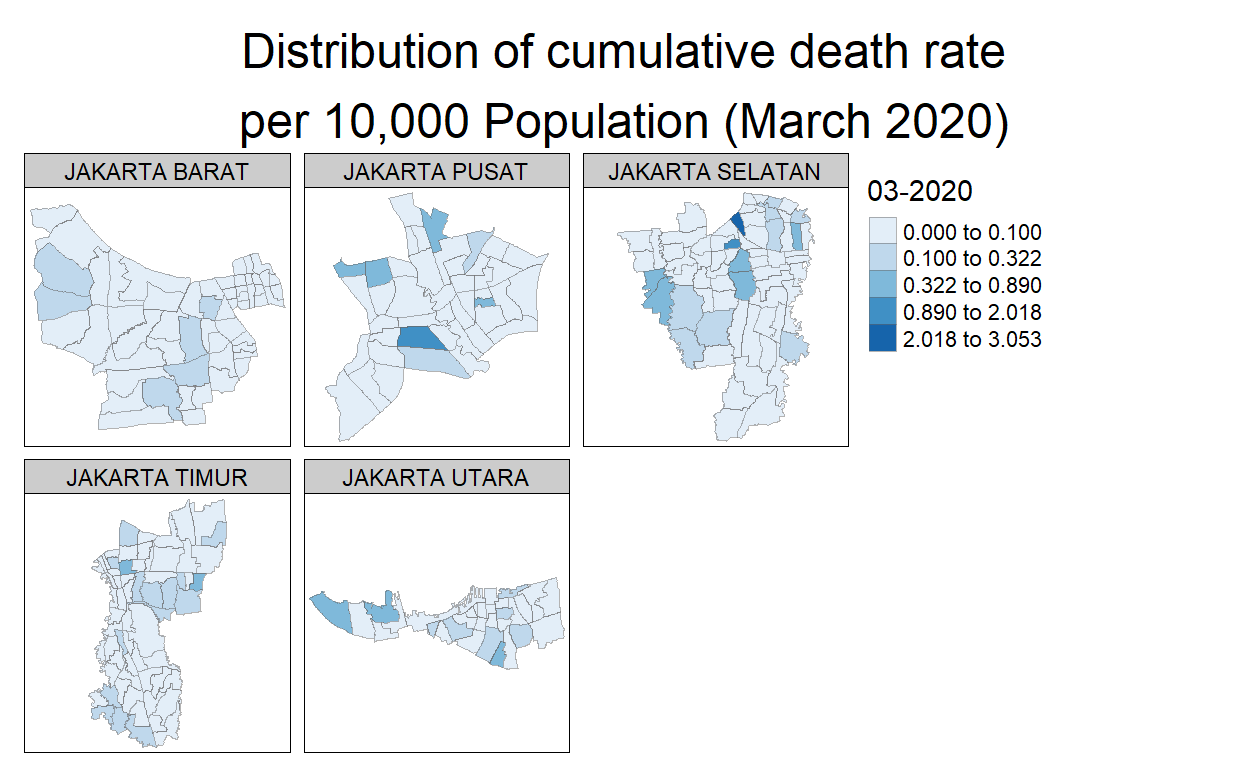 Distribution of cumulative death rate
per 10,000 Population (March 2020)
JAKARTA BARAT
JAKARTA PUSAT
JAKARTA SELATAN
03-2020
0.000 to 0.100
0.100 to 0.322
0.322 to 0.890
0.890 to 2.018
2.018 to 3.053
JAKARTA TIMUR
JAKARTA UTARA